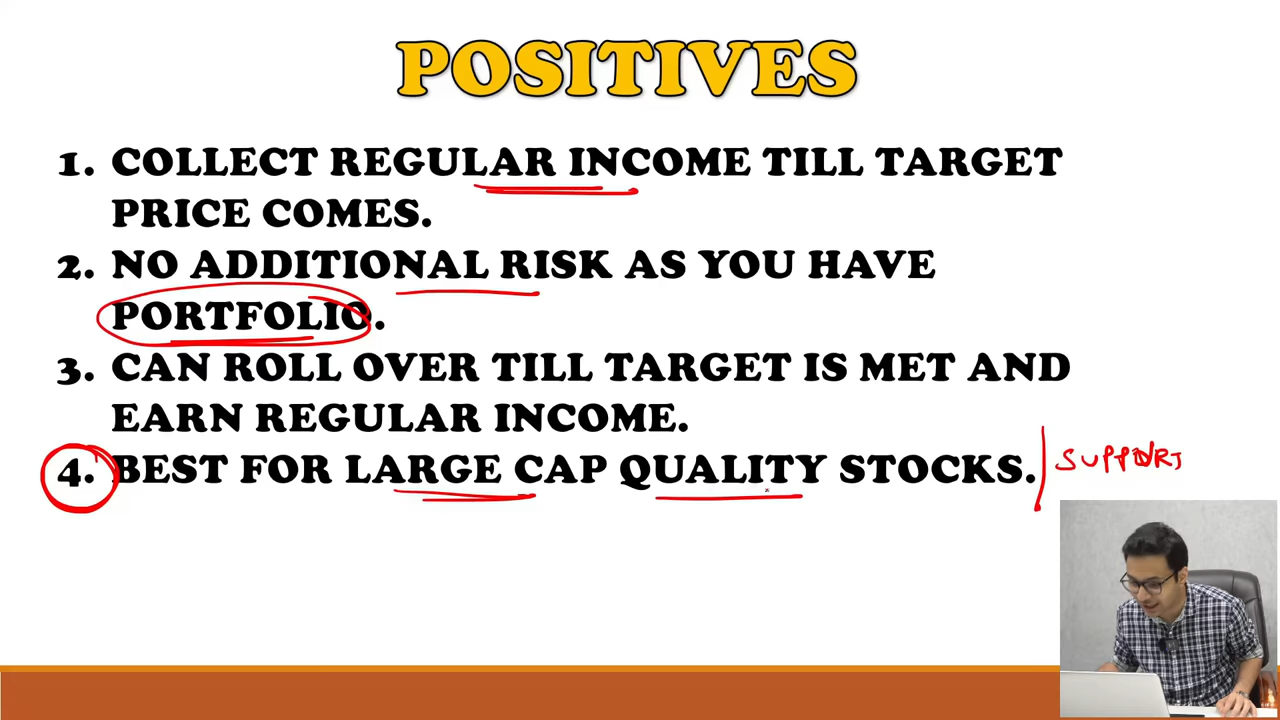 POSITIVES
1. COLLECT REGULAR INCOME TILL TARGET
PRICE COMES.
2. NO ADDITIONAL RISK AS YOU HAVE
PORTFOLIO.
3. CAN ROLL OVER TILL TARGET IS MET AND
EARN REGULAR INCOME.
4. BEST FOR LARGE CAP QUALITY STOCKS.
SUPPORT